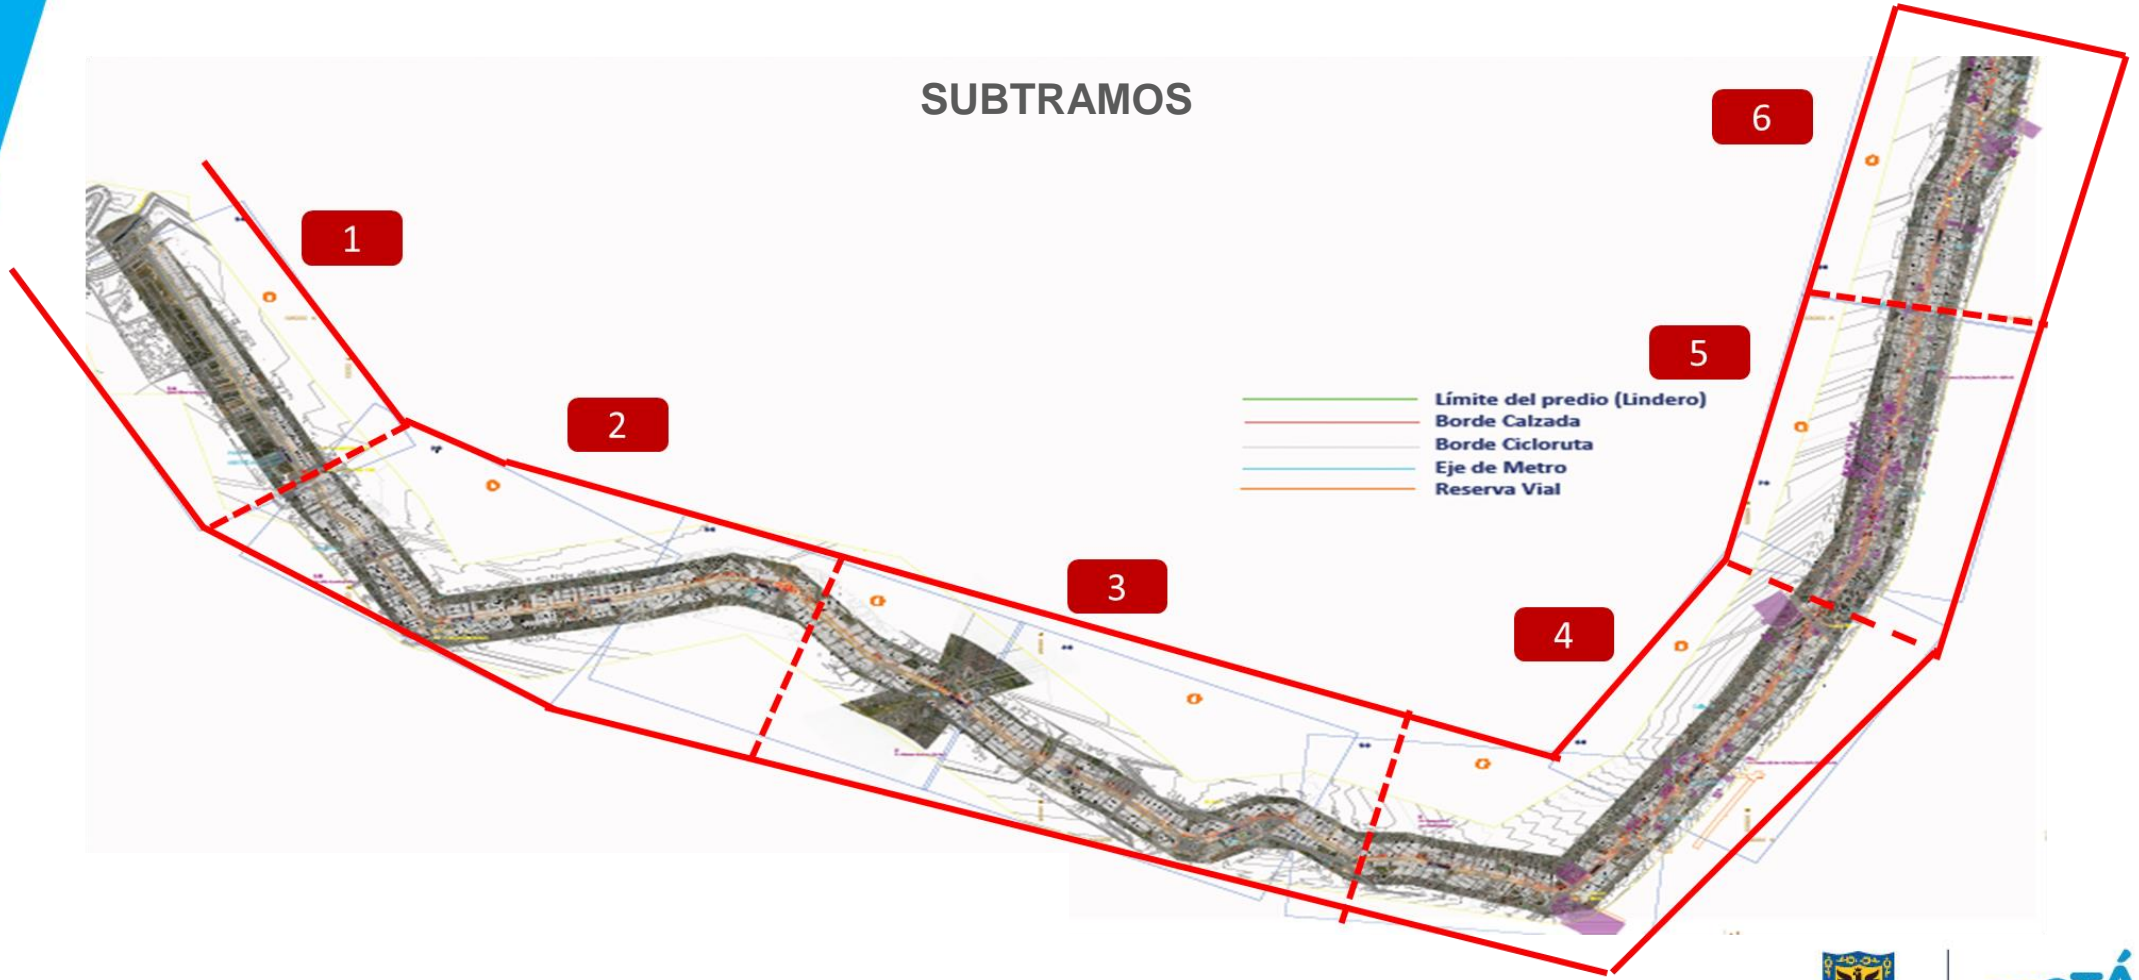 SUBTRAMOS
6
1
5
2
Límite del predio (Lindero)
Borde Calzada
Borde Cicloruta
Eje de Metro
Reserva Vial
3
4